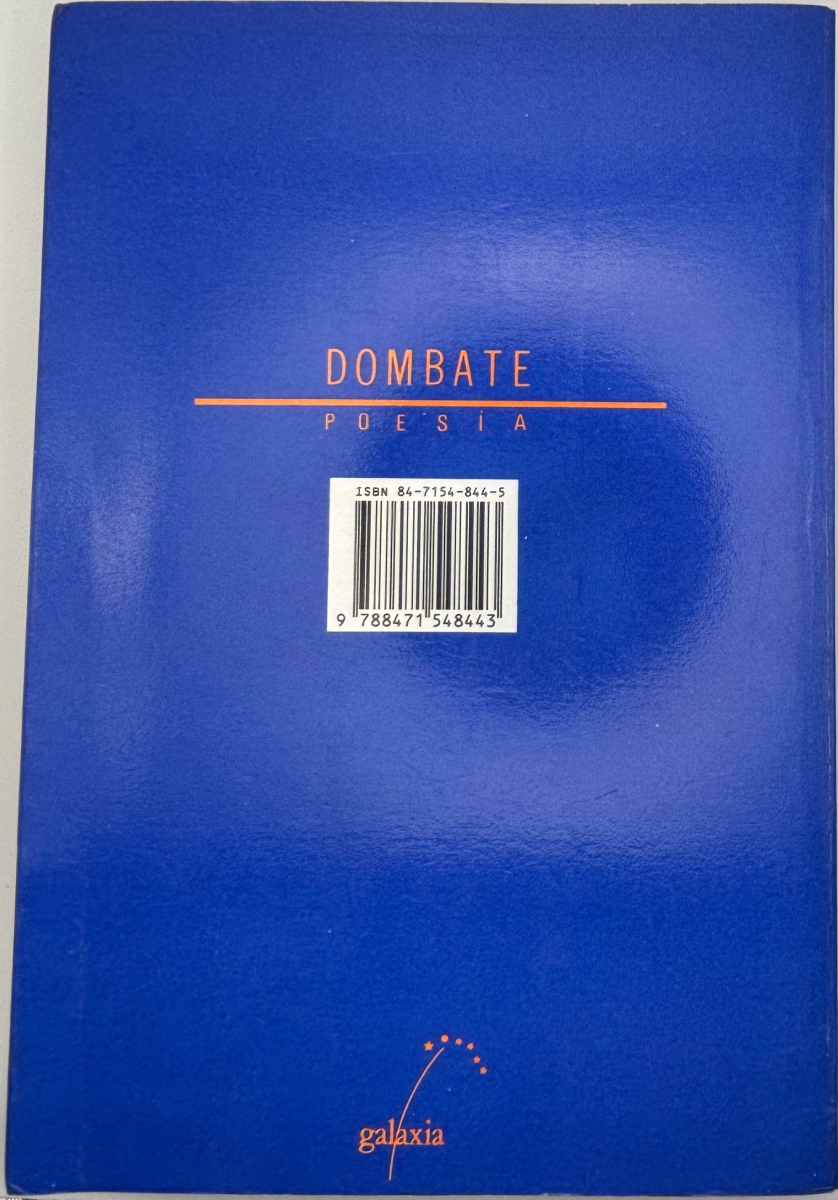 DOMBATE
POESÍA
ISBN 84-7154-844-5
9 788471 548443
galaxia